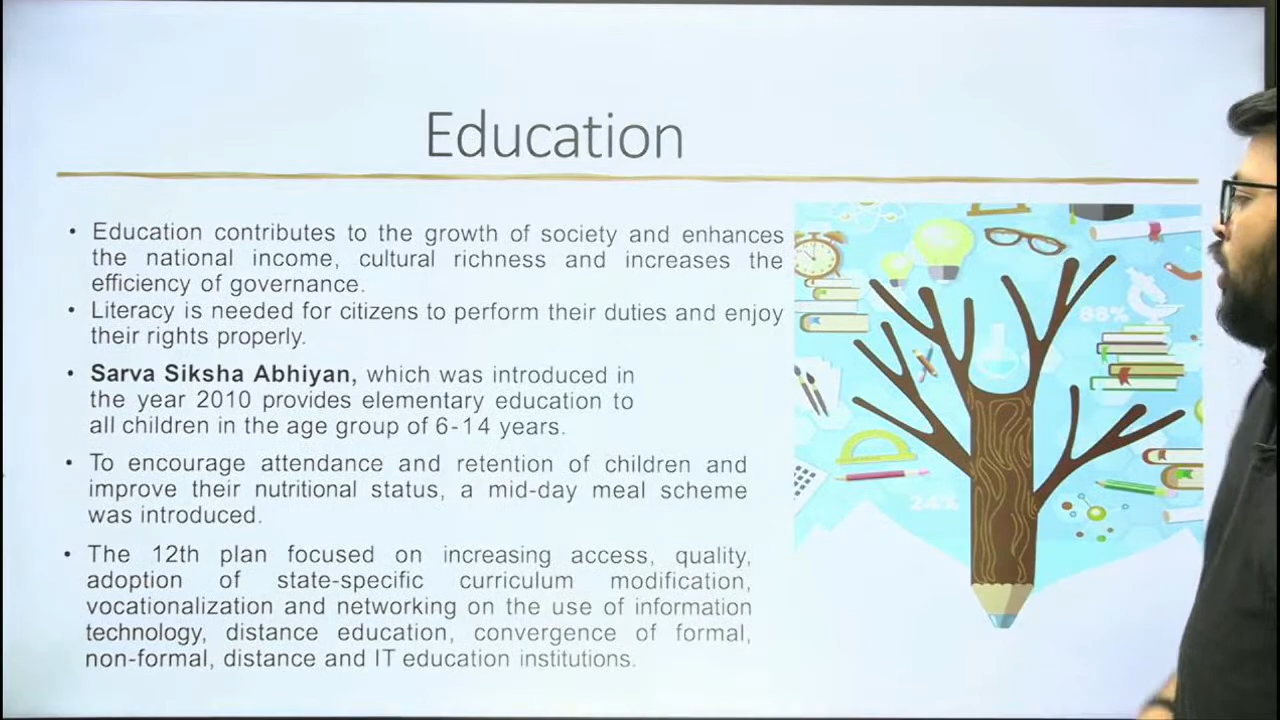 Education
• Education contributes to the growth of society and enhances
the national income, cultural richness and increases the
efficiency of governance.
• Literacy is needed for citizens to perform their duties and enjoy
their rights properly.
• Sarva Siksha Abhiyan, which was introduced in
the year 2010 provides elementary education to
all children in the age group of 6-14 years.
• To encourage attendance and retention of children and
improve their nutritional status, a mid-day meal scheme
was introduced.
• The 12th plan focused on increasing access, quality,
adoption of state-specific curriculum modification,
vocationalization and networking on the use of information
technology, distance education, convergence of formal,
non-formal, distance and IT education institutions.
88%
24%